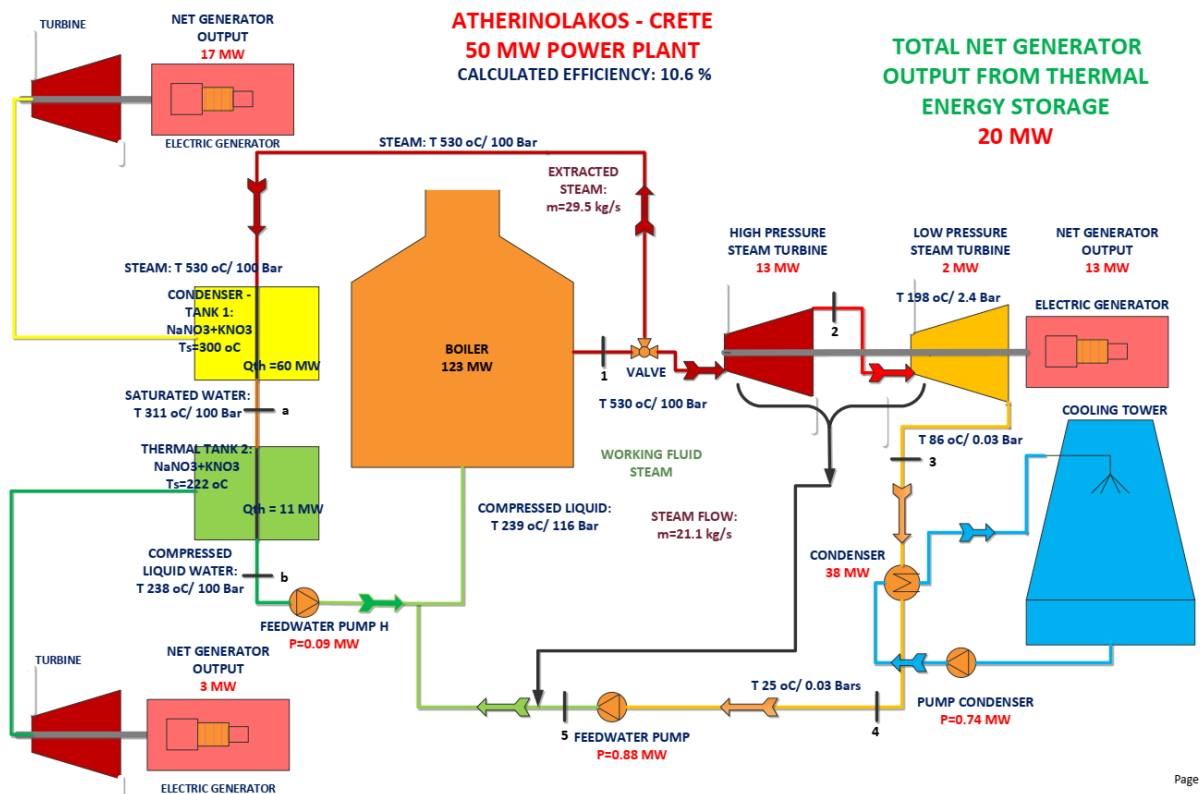 ATHERINOLAKOS - CRETE
50 MW POWER PLANT
CALCULATED EFFICIENCY: 10.6 %
TOTAL NET GENERATOR
OUTPUT FROM THERMAL
ENERGY STORAGE
20 MW
TURBINE
NET GENERATOR
OUTPUT
17 MW
ELECTRIC GENERATOR
STEAM: T 530 oC/ 100 Bar
EXTRACTED
STEAM:
m=29.5 kg/s
STEAM: T 530 oC/ 100 Bar
CONDENSER -
TANK 1:
NaNO3+KNO3
Ts=300 oC
Qth =60 MW
SATURATED WATER:
T 311 oC/ 100 Bar
a
THERMAL TANK 2:
NaNO3+KNO3
Ts=222 oC
Qth = 11 MW
COMPRESSED
LIQUID WATER:
T 238 oC/ 100 Bar
b
FEEDWATER PUMP H
P=0.09 MW
BOILER
123 MW
1
VALVE
T 530 oC/ 100 Bar
HIGH PRESSURE
STEAM TURBINE
13 MW
2
LOW PRESSURE
STEAM TURBINE
2 MW
T 198 oC/ 2.4 Bar
NET GENERATOR
OUTPUT
13 MW
ELECTRIC GENERATOR
COOLING TOWER
T 86 oC/ 0.03 Bar
3
WORKING FLUID
STEAM
COMPRESSED LIQUID:
T 239 oC/ 116 Bar
STEAM FLOW:
m=21.1 kg/s
CONDENSER
38 MW
PUMP CONDENSER
P=0.74 MW
T 25 oC/ 0.03 Bars
4
5
FEEDWATER PUMP
P=0.88 MW
TURBINE
NET GENERATOR
OUTPUT
3 MW
ELECTRIC GENERATOR
Page